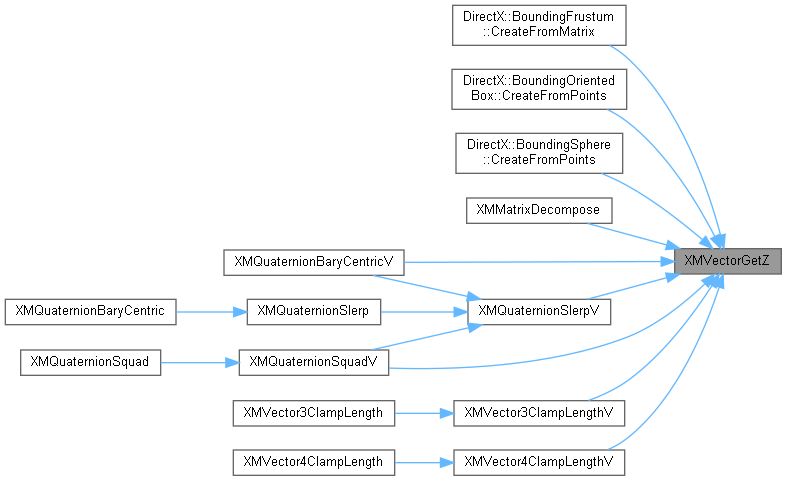 DirectX::BoundingFrustum
::CreateFromMatrix
DirectX::BoundingOriented
Box::CreateFromPoints
DirectX::BoundingSphere
::CreateFromPoints
XMMatrixDecompose
XMQuaternionBaryCentricV
XMVectorGetZ
XMQuaternionBaryCentric
XMQuaternionSlerp
XMQuaternionSlerpV
XMQuaternionSquad
XMQuaternionSquadV
XMVector3ClampLength
XMVector3ClampLengthV
XMVector4ClampLength
XMVector4ClampLengthV